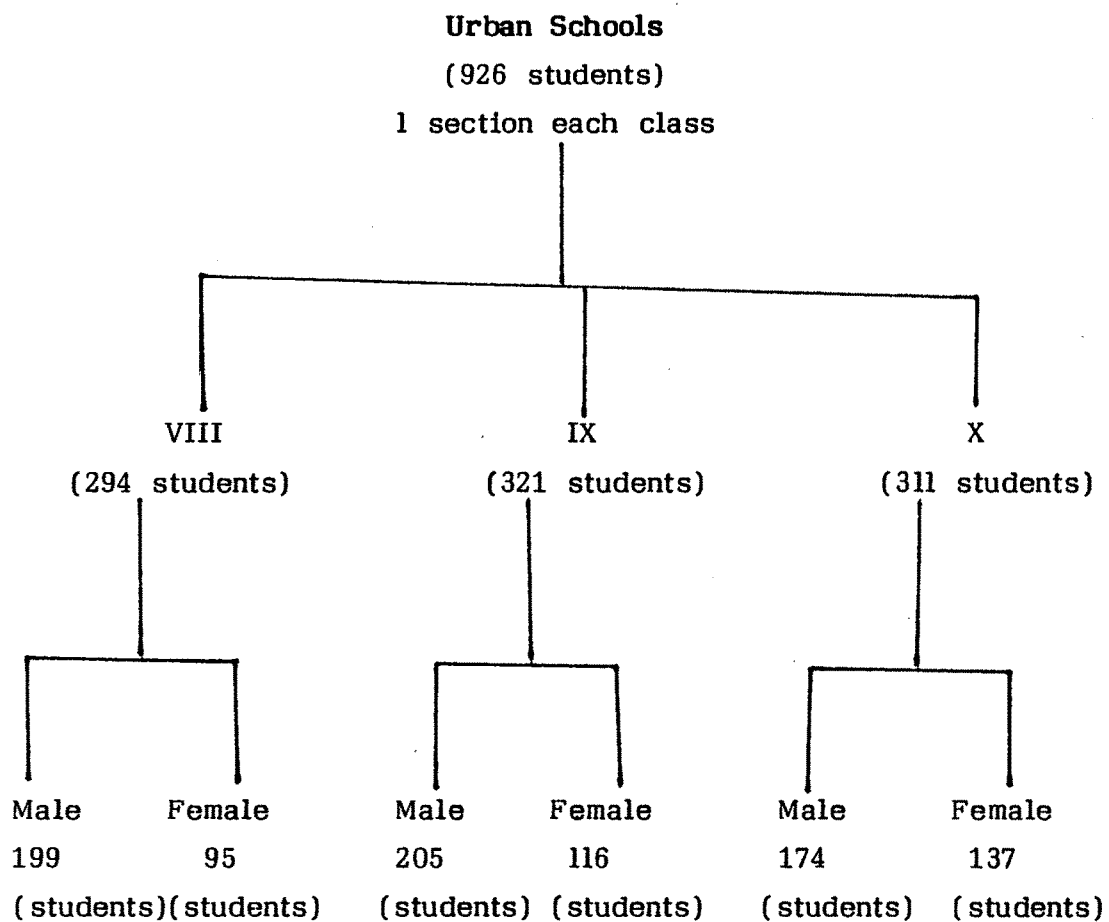 Urban Schools
(926 students)
1 section each class
VIII IX X
(294 students) (321 students) (311 students)
Male Female Male Female Male Female
199 95 205 116 174 137
(students)(students) (students) (students) (students) (students)